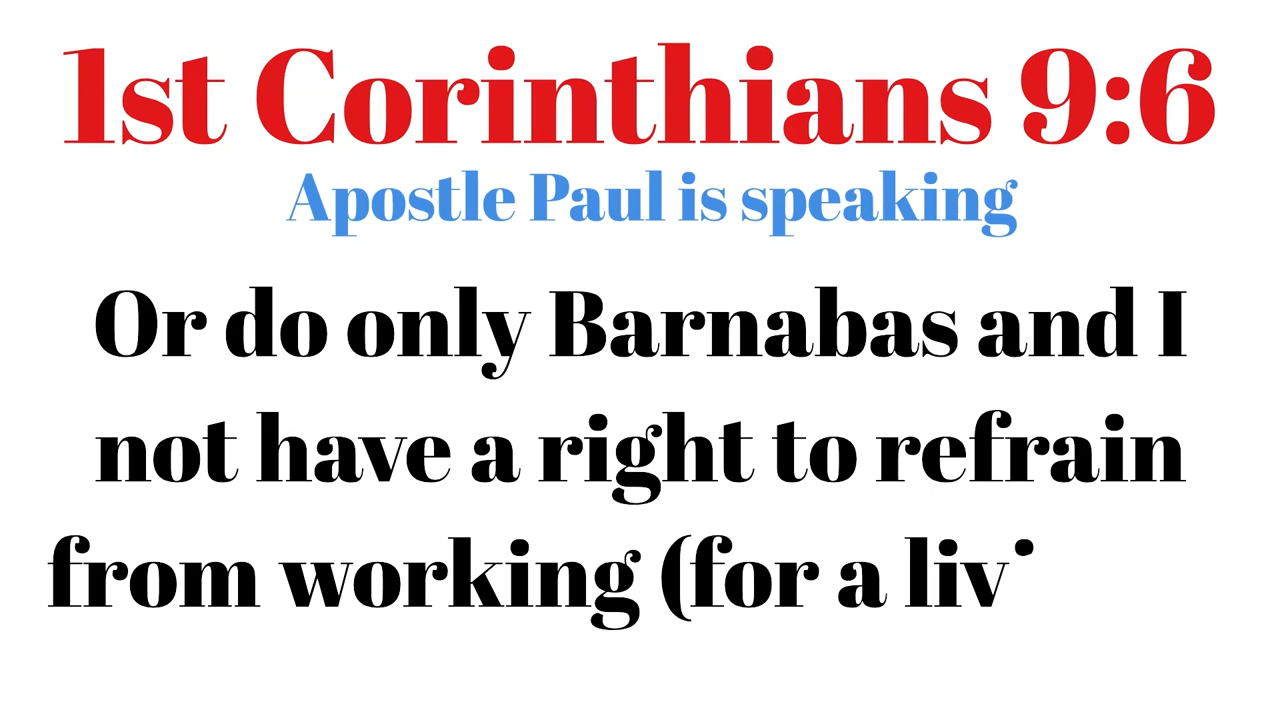 1st Corinthians 9:6
Apostle Paul is speaking
Or do only Barnabas and I
not have a right to refrain
from working (for a liv